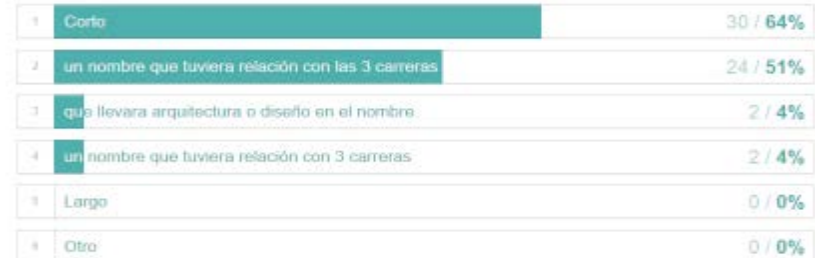 1 Corto 30 / 64%
2 un nombre que tuviera relación con las 3 carreras 24 / 51%
3 que llevara arquitectura o diseño en el nombre 2 / 4%
4 un nombre que tuviera relación con 3 carreras 2 / 4%
5 Largo 0 / 0%
6 Otro 0 / 0%